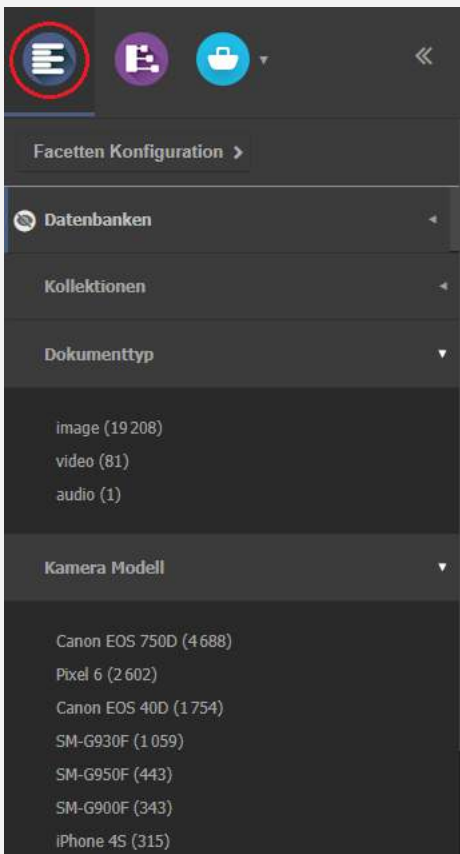 Facetten Konfiguration
Datenbanken
Kollektionen
Dokumenttyp
image (19 208)
video (81)
audio (1)
Kamera Modell
Canon EOS 750D (4 688)
Pixel 6 (2 602)
Canon EOS 40D (1 754)
SM-G930F (1 059)
SM-G950F (443)
SM-G900F (343)
iPhone 4S (315)